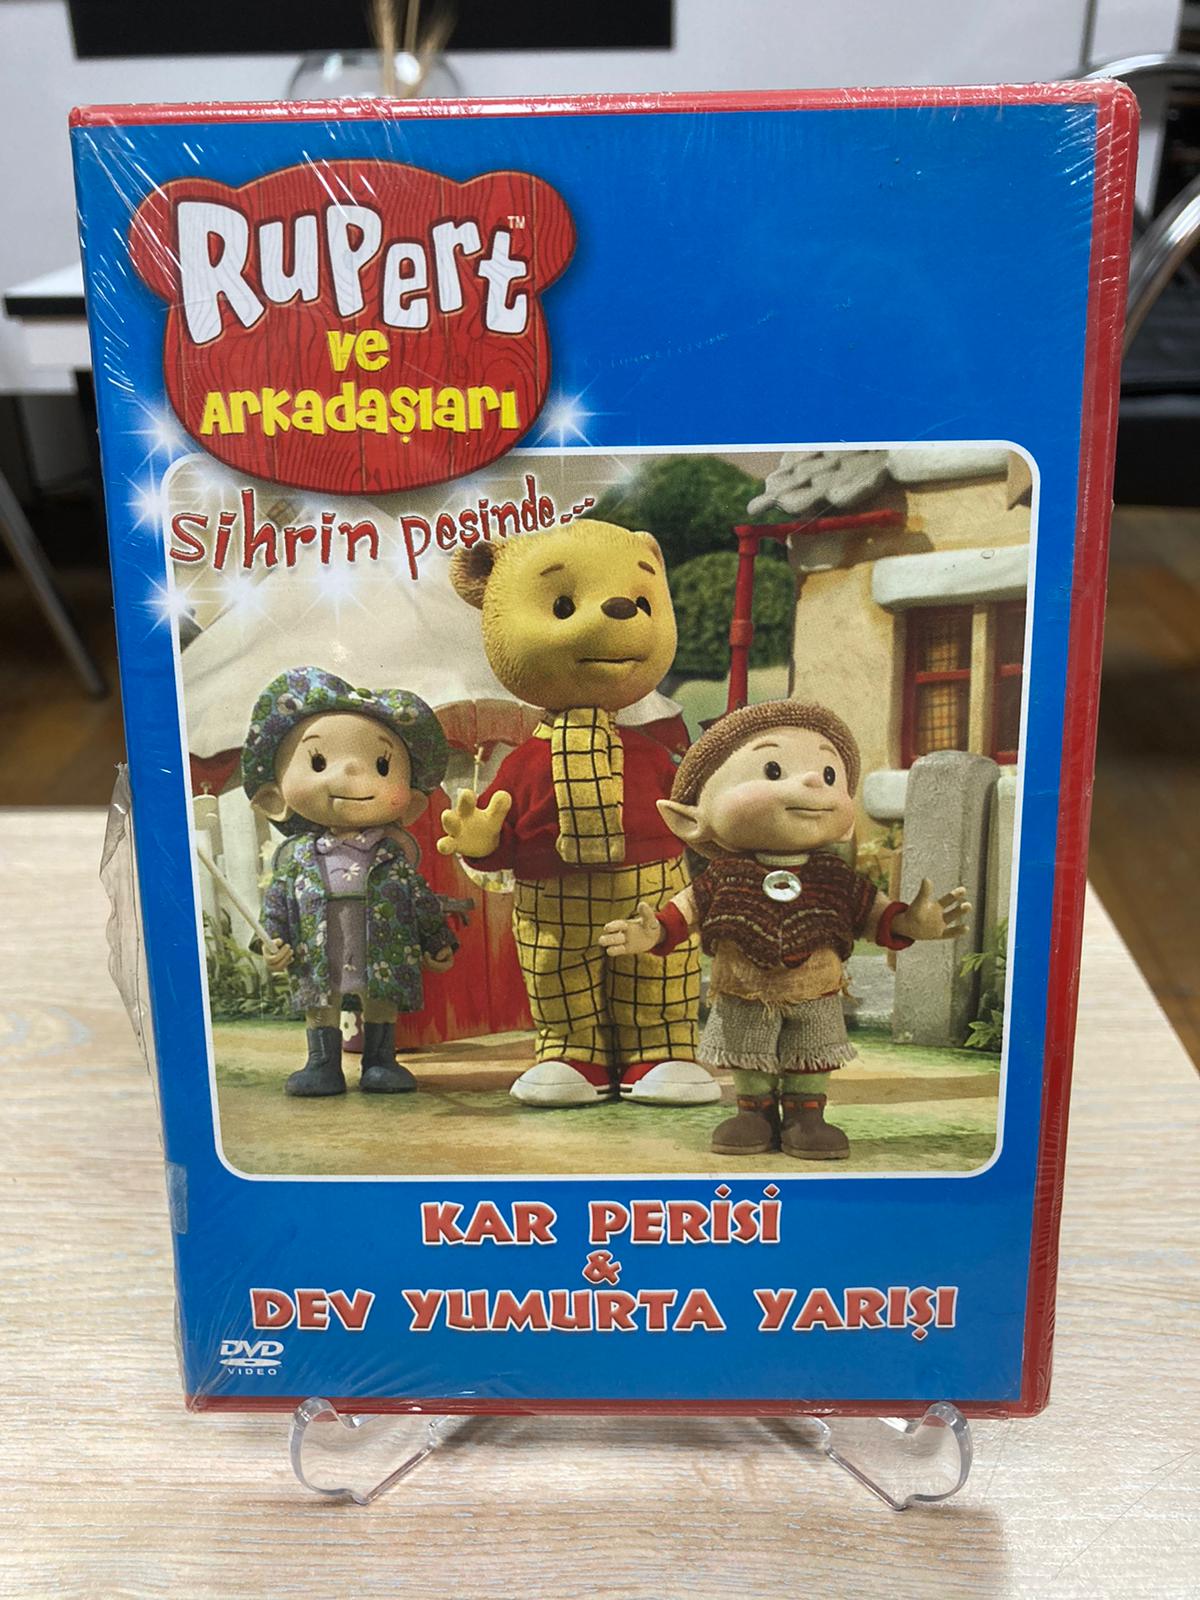 Rupert™
ve
Arkadaşları
Sihrin peşinde...
KAR PERİSİ
&
DEV YUMURTA YARIŞI
DVD
VIDEO